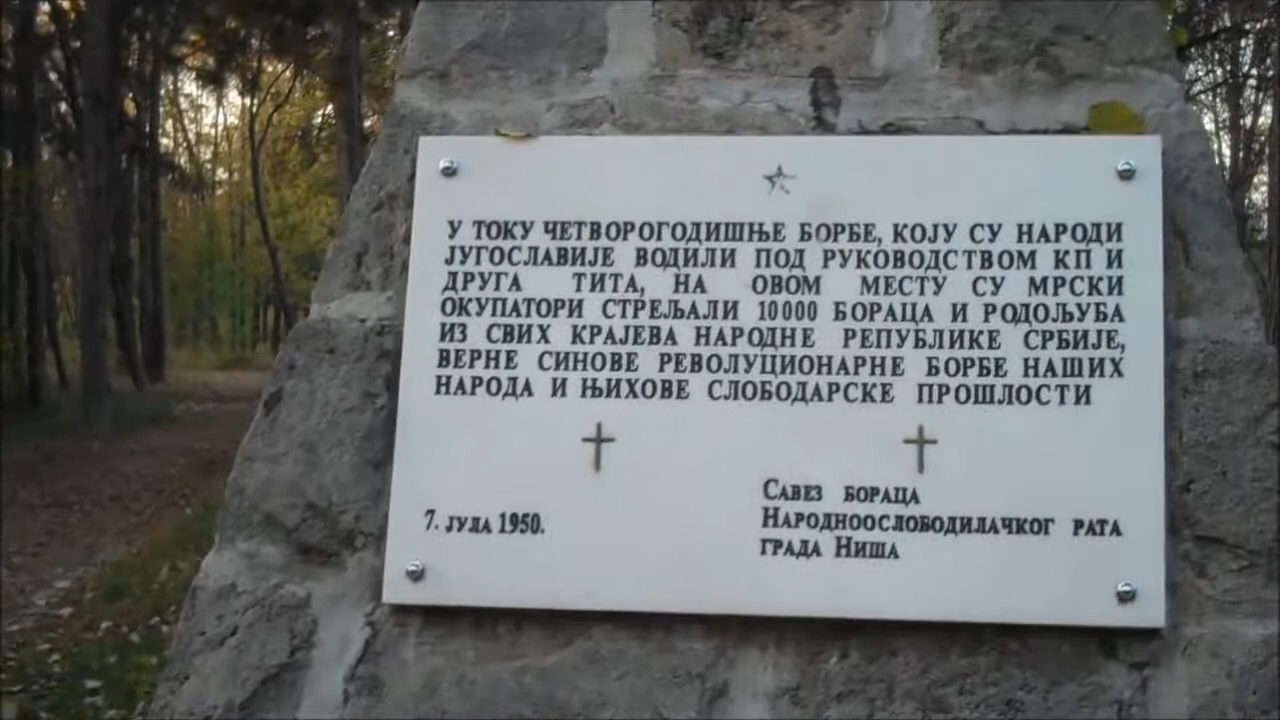 У ТОКУ ЧЕТВОРОГОДИШЊЕ БОРБЕ, КОЈУ СУ НАРОДИ
ЈУГОСЛАВИЈЕ ВОДИЛИ ПОД РУКОВОДСТВОМ КП И
ДРУГА ТИТА, НА ОВОМ МЕСТУ СУ МРСКИ
ОКУПАТОРИ СТРЕЉАЛИ 10000 БОРАЦА И РОДОЉУБА
ИЗ СВИХ КРАЈЕВА НАРОДНЕ РЕПУБЛИКЕ СРБИЈЕ,
ВЕРНЕ СИНОВЕ РЕВОЛУЦИОНАРНЕ БОРБЕ НАШИХ
НАРОДА И ЊИХОВЕ СЛОБОДАРСКЕ ПРОШЛОСТИ
7. ЈУЛА 1950.
САВЕЗ БОРАЦА
НАРОДНООСЛОБОДИЛАЧКОГ РАТА
ГРАДА НИША